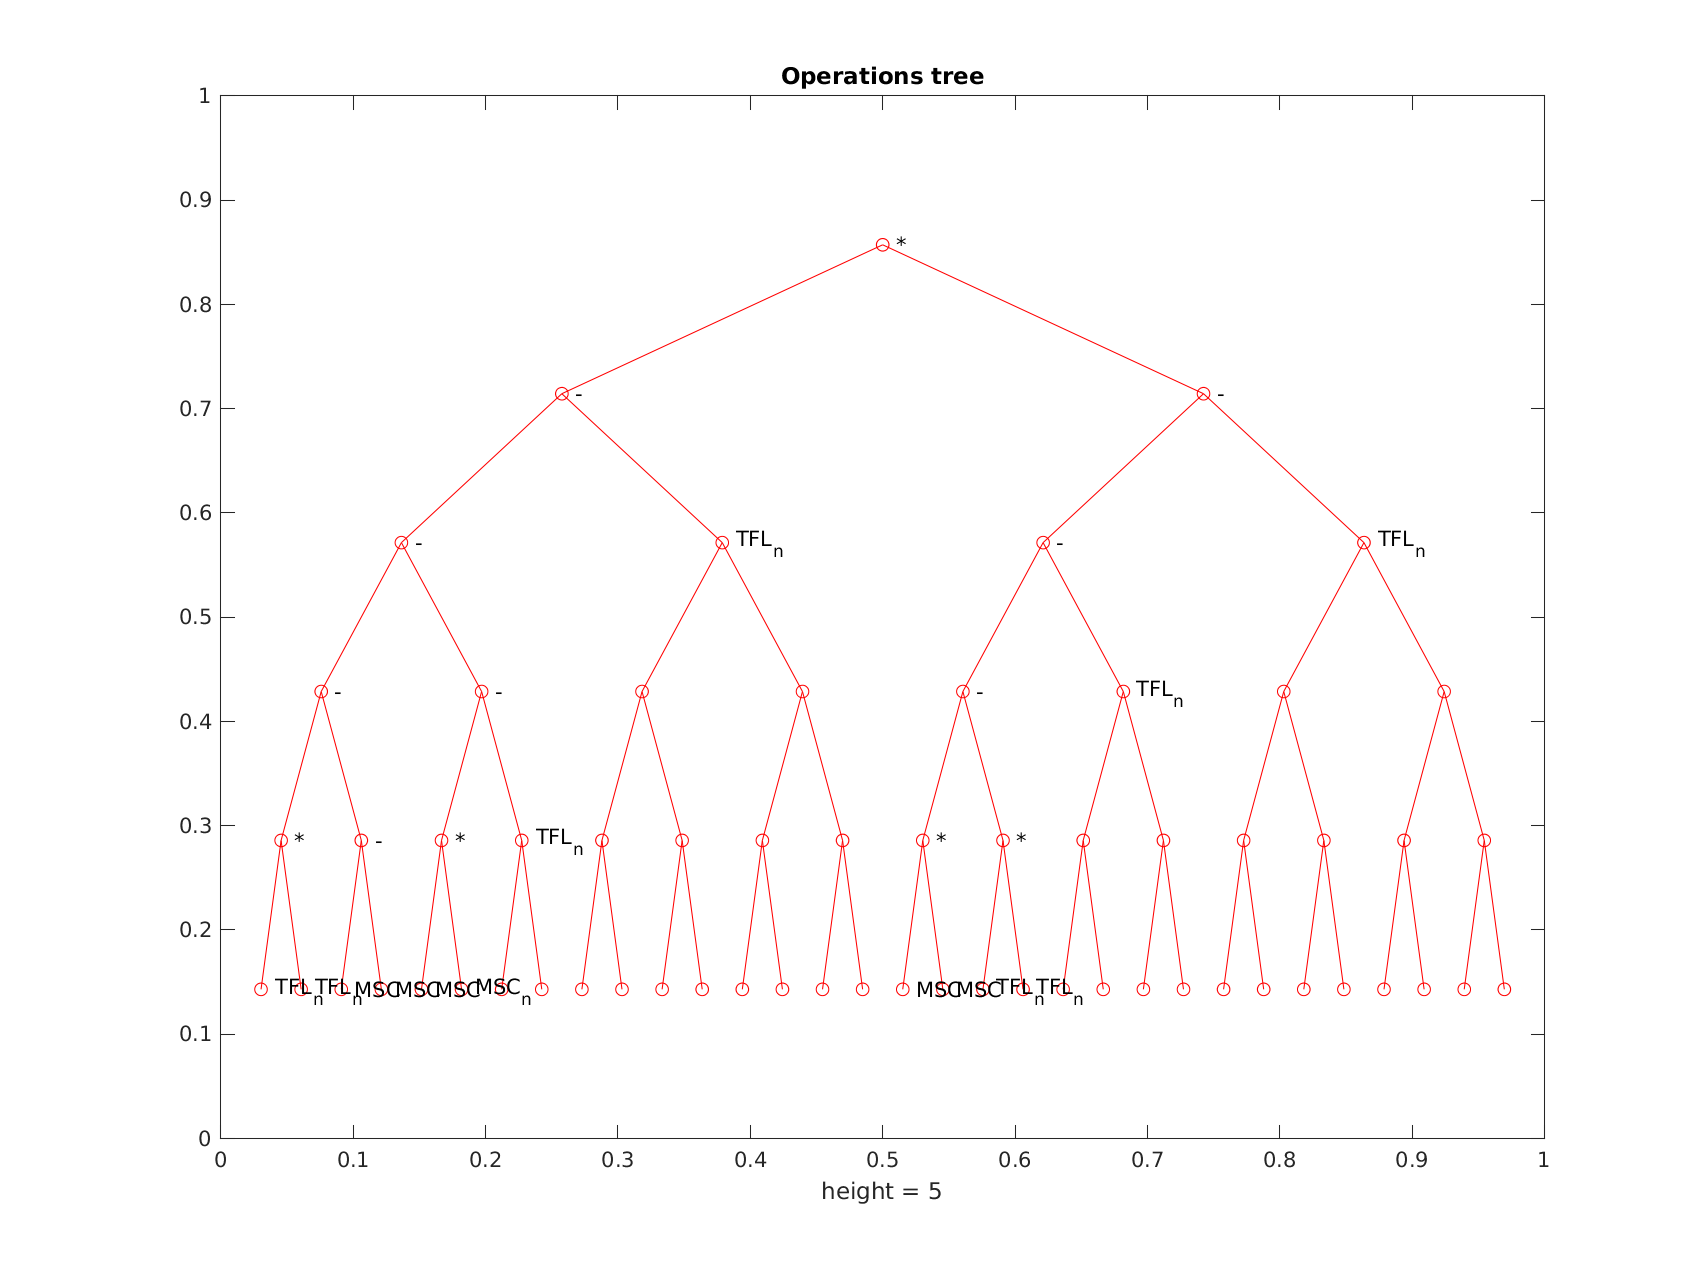 Operations tree
1
0.9
*
0.8
- -
0.7
0.6
- TFLn - TFLn
0.5
- - - TFLn
0.4
0.3
* - * TFLn * *
0.2
TFLn TFLn MSC MSC MSC MSCn MSC MSC TFLn TFLn
0.1
0
0 0.1 0.2 0.3 0.4 0.5 0.6 0.7 0.8 0.9 1
height = 5